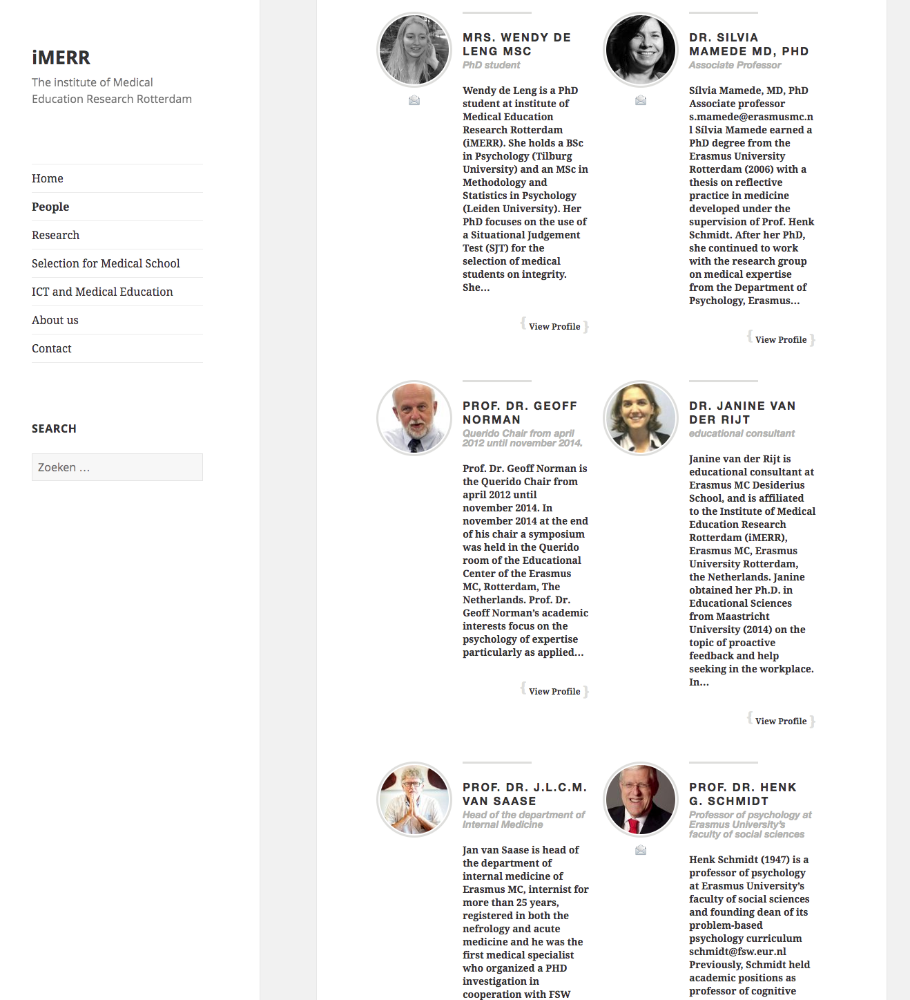 iMERR
The institute of Medical
Education Research Rotterdam
Home
People
Research
Selection for Medical School
ICT and Medical Education
About us
Contact
SEARCH
Zoeken …
MRS. WENDY DE
LENG MSC
PhD student
Wendy de Leng is a PhD
student at institute of
Medical Education
Research Rotterdam
(iMERR). She holds a BSc
in Psychology (Tilburg
University) and an MSc in
Methodology and
Statistics in Psychology
(Leiden University). Her
PhD focuses on the use of
a Situational Judgement
Test (SJT) for the
selection of medical
students on integrity.
She...
{ View Profile }
DR. SILVIA
MAMEDE MD, PHD
Associate Professor
Sílvia Mamede, MD, PhD
Associate professor
s.mamede@erasmusmc.n
l Sílvia Mamede earned a
PhD degree from the
Erasmus University
Rotterdam (2006) with a
thesis on reflective
practice in medicine
developed under the
supervision of Prof. Henk
Schmidt. After her PhD,
she continued to work
with the research group
on medical expertise
from the Department of
Psychology, Erasmus...
{ View Profile }
PROF. DR. GEOFF
NORMAN
Querido Chair from april
2012 until november 2014.
Prof. Dr. Geoff Norman is
the Querido Chair from
april 2012 until
november 2014. In
november 2014 at the end
of his chair a symposium
was held in the Querido
room of the Educational
Center of the Erasmus
MC, Rotterdam, The
Netherlands. Prof. Dr.
Geoff Norman’s academic
interests focus on the
psychology of expertise
particularly as applied...
{ View Profile }
DR. JANINE VAN
DER RIJT
educational consultant
Janine van der Rijt is
educational consultant at
Erasmus MC Desiderius
School, and is affiliated
to the Institute of Medical
Education Research
Rotterdam (iMERR),
Erasmus MC, Erasmus
University Rotterdam,
the Netherlands. Janine
obtained her Ph.D. in
Educational Sciences
from Maastricht
University (2014) on the
topic of proactive
feedback and help
seeking in the workplace.
In...
{ View Profile }
PROF. DR. J.L.C.M.
VAN SAASE
Head of the department of
Internal Medicine
Jan van Saase is head of
the department of
internal medicine of
Erasmus MC, internist for
more than 25 years,
registered in both the
nefrology and acute
medicine and he was the
first medical specialist
who organized a PHD
investigation in
cooperation with FSW
PROF. DR. HENK
G. SCHMIDT
Professor of psychology at
Erasmus University’s
faculty of social sciences
Henk Schmidt (1947) is a
professor of psychology
at Erasmus University’s
faculty of social sciences
and founding dean of its
problem-based
psychology curriculum
schmidt@fsw.eur.nl
Previously, Schmidt held
academic positions as
professor of cognitive